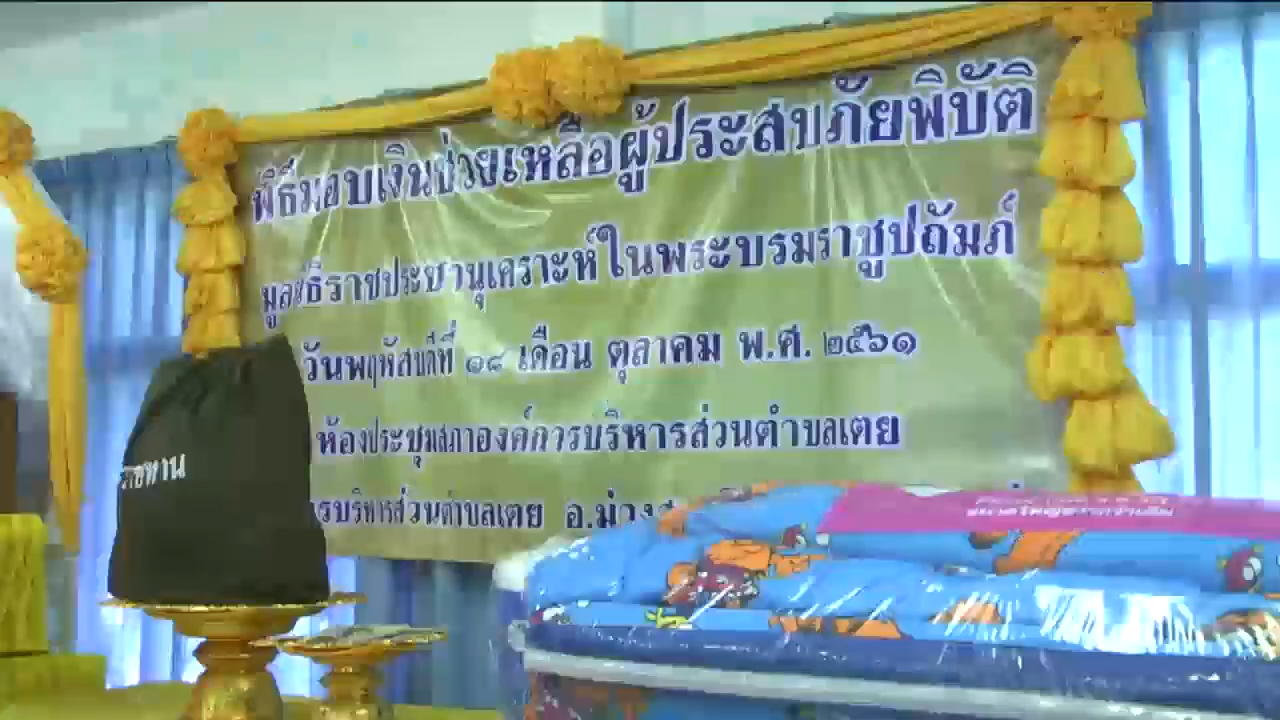 พิธีมอบเงินช่วยเหลือผู้ประสบภัยพิบัติ
มูลนิธิราชประชานุเคราะห์ในพระบรมราชูปถัมภ์
วันพฤหัสบดีที่ ๑๘ เดือน ตุลาคม พ.ศ. ๒๕๖๑
ห้องประชุมสภาองค์การบริหารส่วนตำบลเตย
การบริหารส่วนตำบลเตย อ.ม่วง